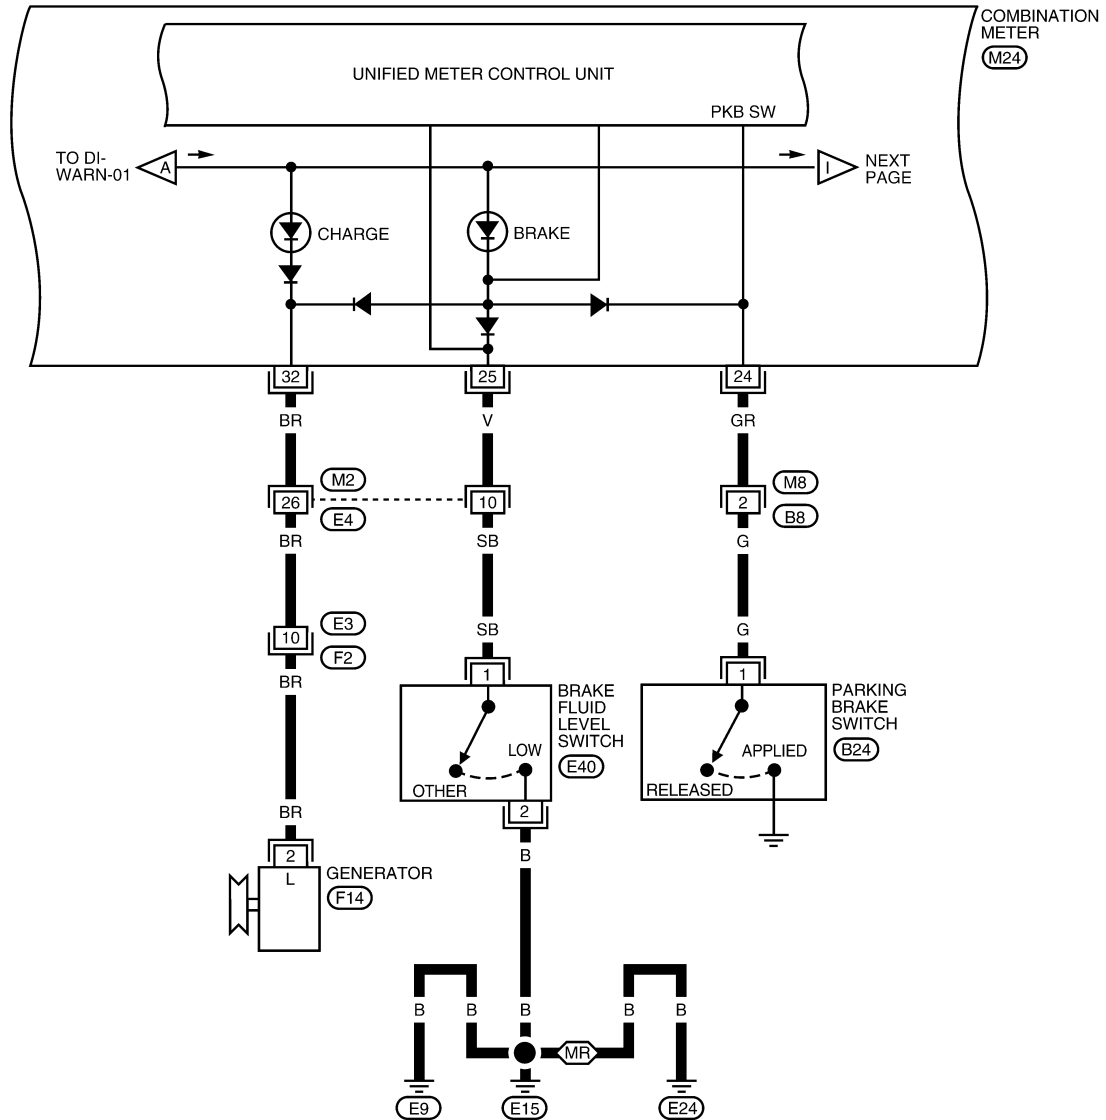 COMBINATION
METER
M24
UNIFIED METER CONTROL UNIT
PKB SW
TO DI-
WARN-01
A
I
NEXT
PAGE
CHARGE
BRAKE
32
25
24
BR
V
GR
M2
M8
26
10
2
E4
B8
BR
SB
G
E3
SB
G
10
F2
1
1
BR
BRAKE
FLUID
LEVEL
SWITCH
E40
PARKING
BRAKE
SWITCH
B24
LOW
OTHER
APPLIED
RELEASED
BR
2
2
B
L
GENERATOR
F14
B
B
B
B
B
MR
E9
E15
E24